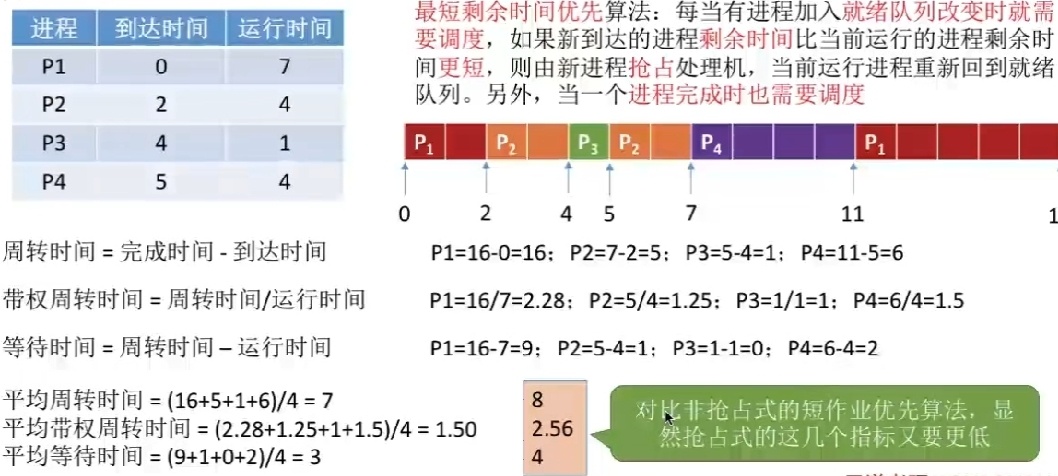 进程 到达时间 运行时间
P1 0 7
P2 2 4
P3 4 1
P4 5 4
最短剩余时间优先算法：每当有进程加入就绪队列改变时就需
要调度，如果新到达的进程剩余时间比当前运行的进程剩余时
间更短，则由新进程抢占处理机，当前运行进程重新回到就绪
队列。另外，当一个进程完成时也需要调度
P1 P2 P3 P2 P4 P1
0 2 4 5 7 11 1
周转时间 = 完成时间 - 到达时间 P1=16-0=16；P2=7-2=5；P3=5-4=1；P4=11-5=6
带权周转时间 = 周转时间/运行时间 P1=16/7=2.28；P2=5/4=1.25；P3=1/1=1；P4=6/4=1.5
等待时间 = 周转时间 – 运行时间 P1=16-7=9；P2=5-4=1；P3=1-1=0；P4=6-4=2
平均周转时间 = (16+5+1+6)/4 = 7
平均带权周转时间 = (2.28+1.25+1+1.5)/4 = 1.50
平均等待时间 = (9+1+0+2)/4 = 3
8
2.56
4
对比非抢占式的短作业优先算法，显
然抢占式的这几个指标又要更低